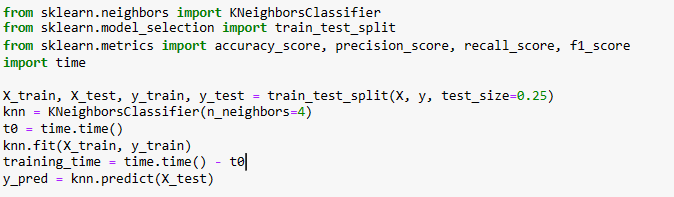 from sklearn.neighbors import KNeighborsClassifier
from sklearn.model_selection import train_test_split
from sklearn.metrics import accuracy_score, precision_score, recall_score, f1_score
import time
X_train, X_test, y_train, y_test = train_test_split(X, y, test_size=0.25)
knn = KNeighborsClassifier(n_neighbors=4)
t0 = time.time()
knn.fit(X_train, y_train)
training_time = time.time() - t0
y_pred = knn.predict(X_test)